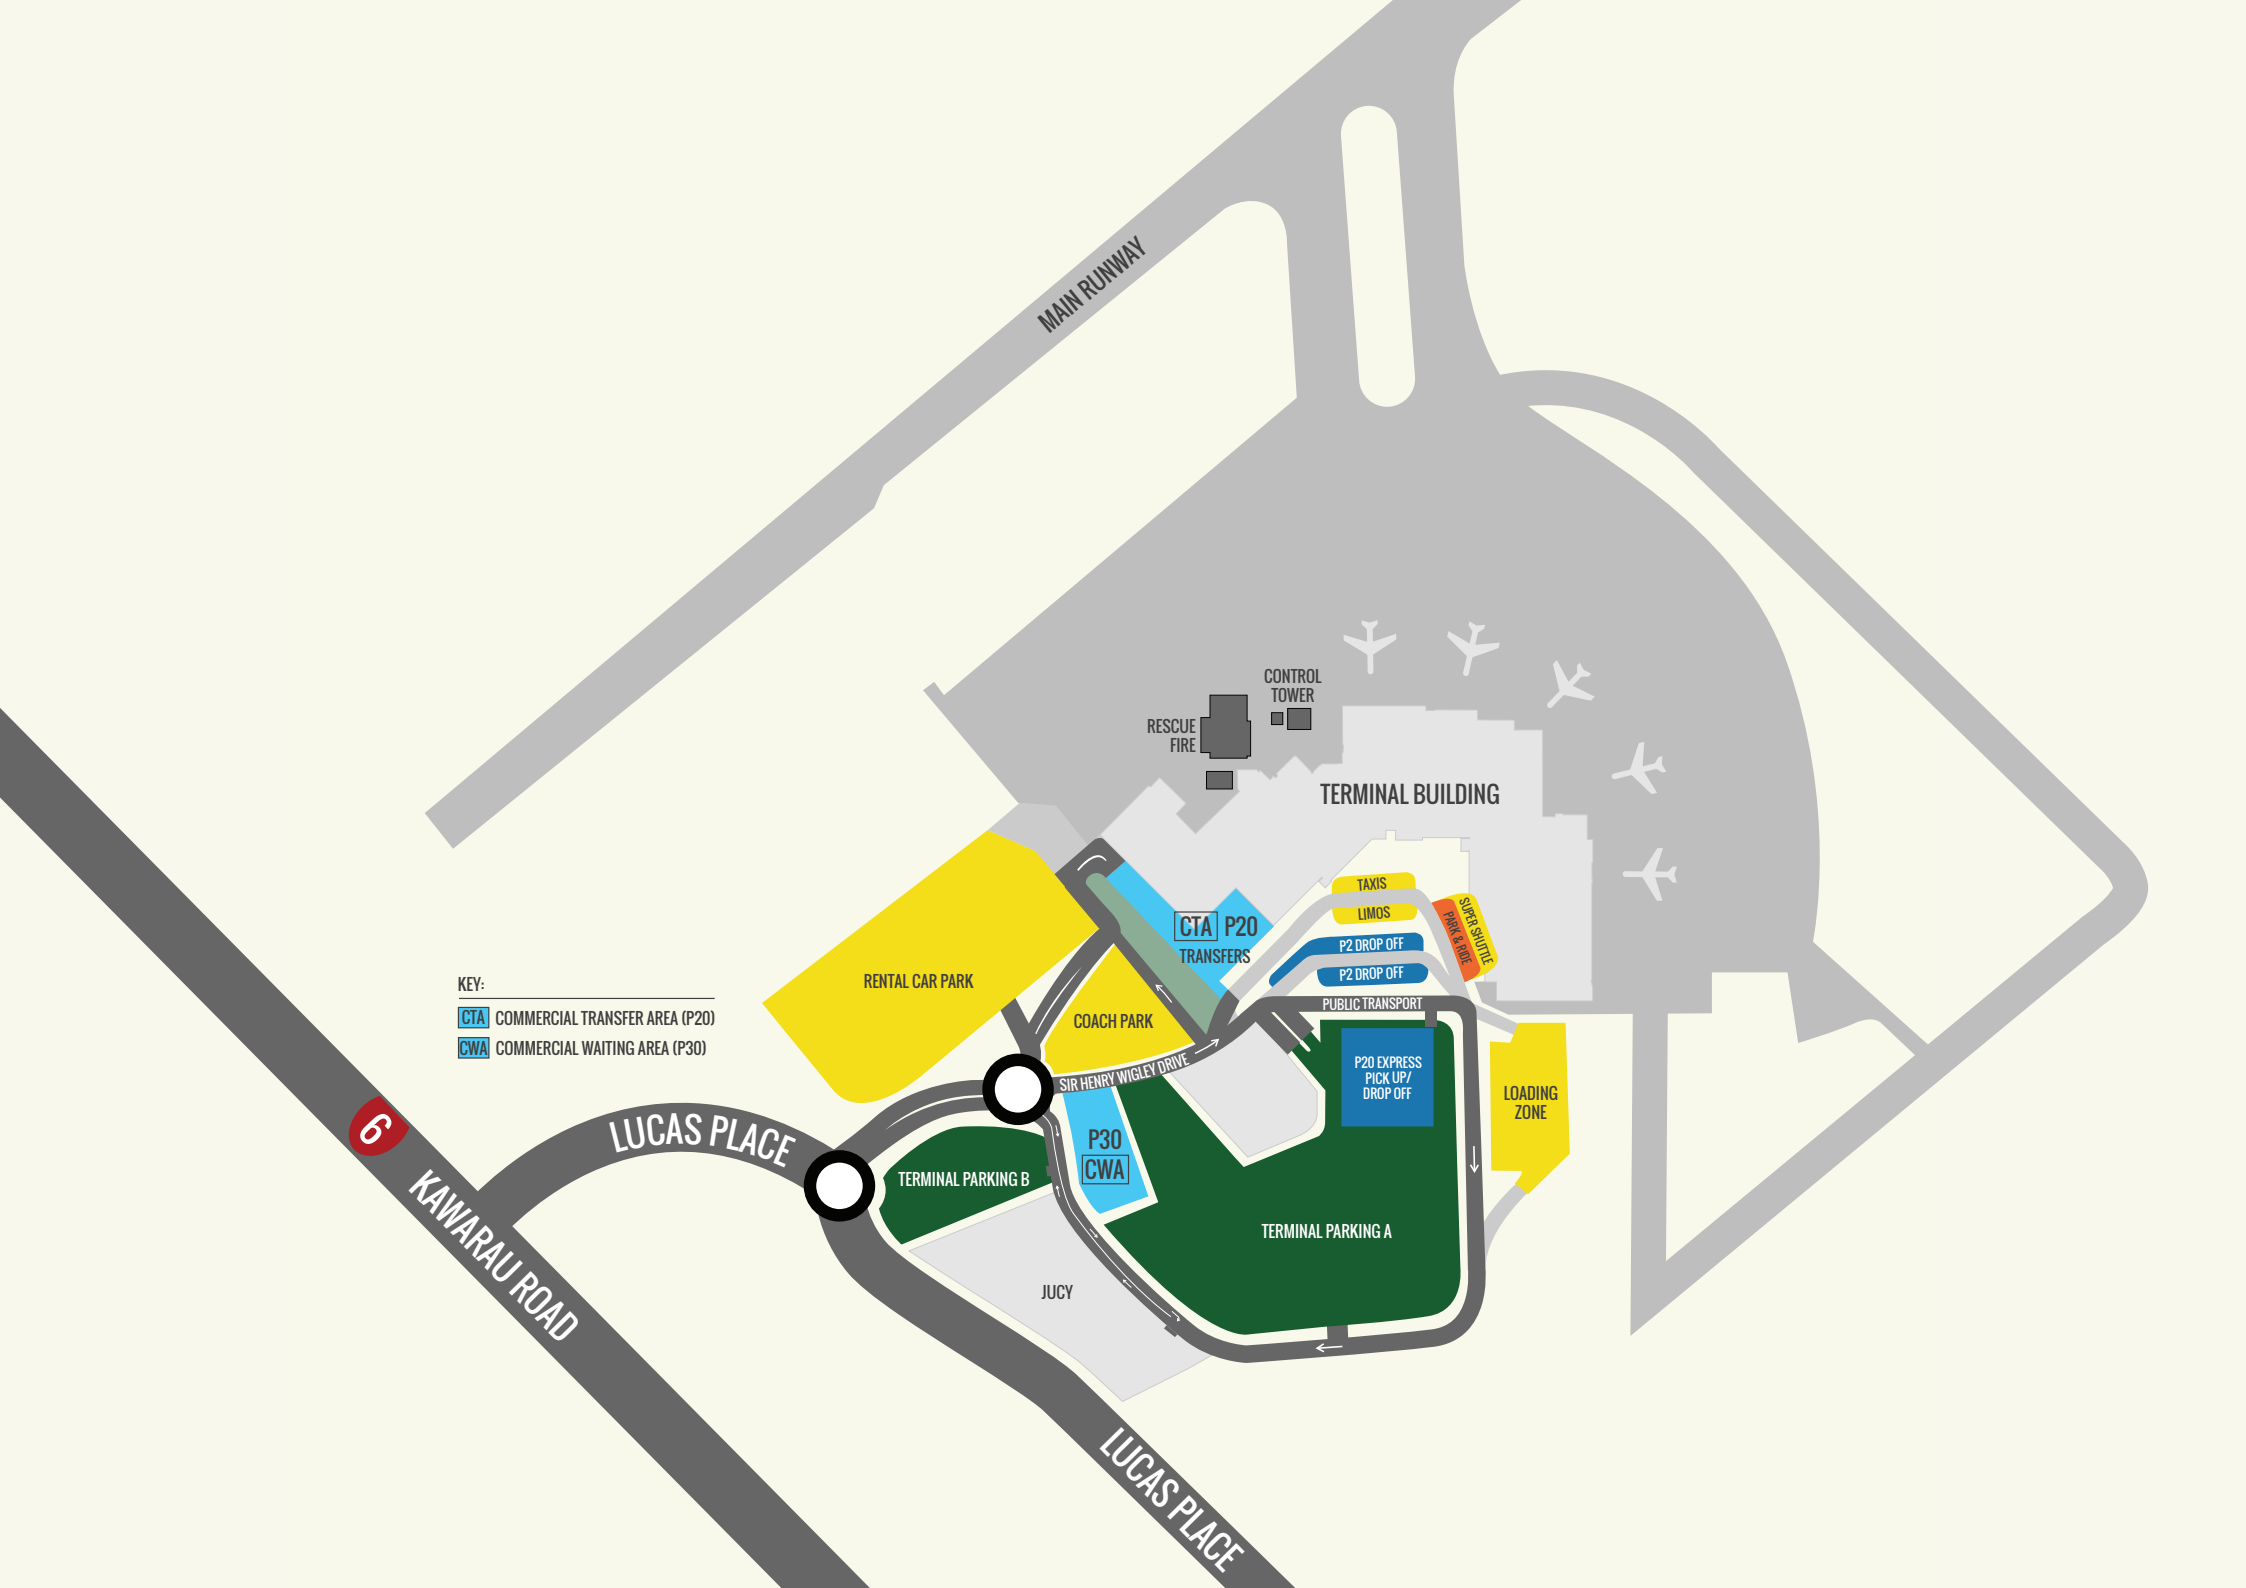 MAIN RUNWAY
CONTROL
TOWER
RESCUE
FIRE
TERMINAL BUILDING
TAXIS
LIMOS
SUPER SHUTTLE
PARK & RIDE
CTA P20
TRANSFERS
P2 DROP OFF
P2 DROP OFF
RENTAL CAR PARK
PUBLIC TRANSPORT
COACH PARK
KEY:
CTA COMMERCIAL TRANSFER AREA (P20)
CWA COMMERCIAL WAITING AREA (P30)
SIR HENRY WIGLEY DRIVE
P20 EXPRESS
PICK UP/
DROP OFF
LOADING
ZONE
6
LUCAS PLACE
P30
CWA
TERMINAL PARKING B
TERMINAL PARKING A
KAWARAU ROAD
JUCY
LUCAS PLACE